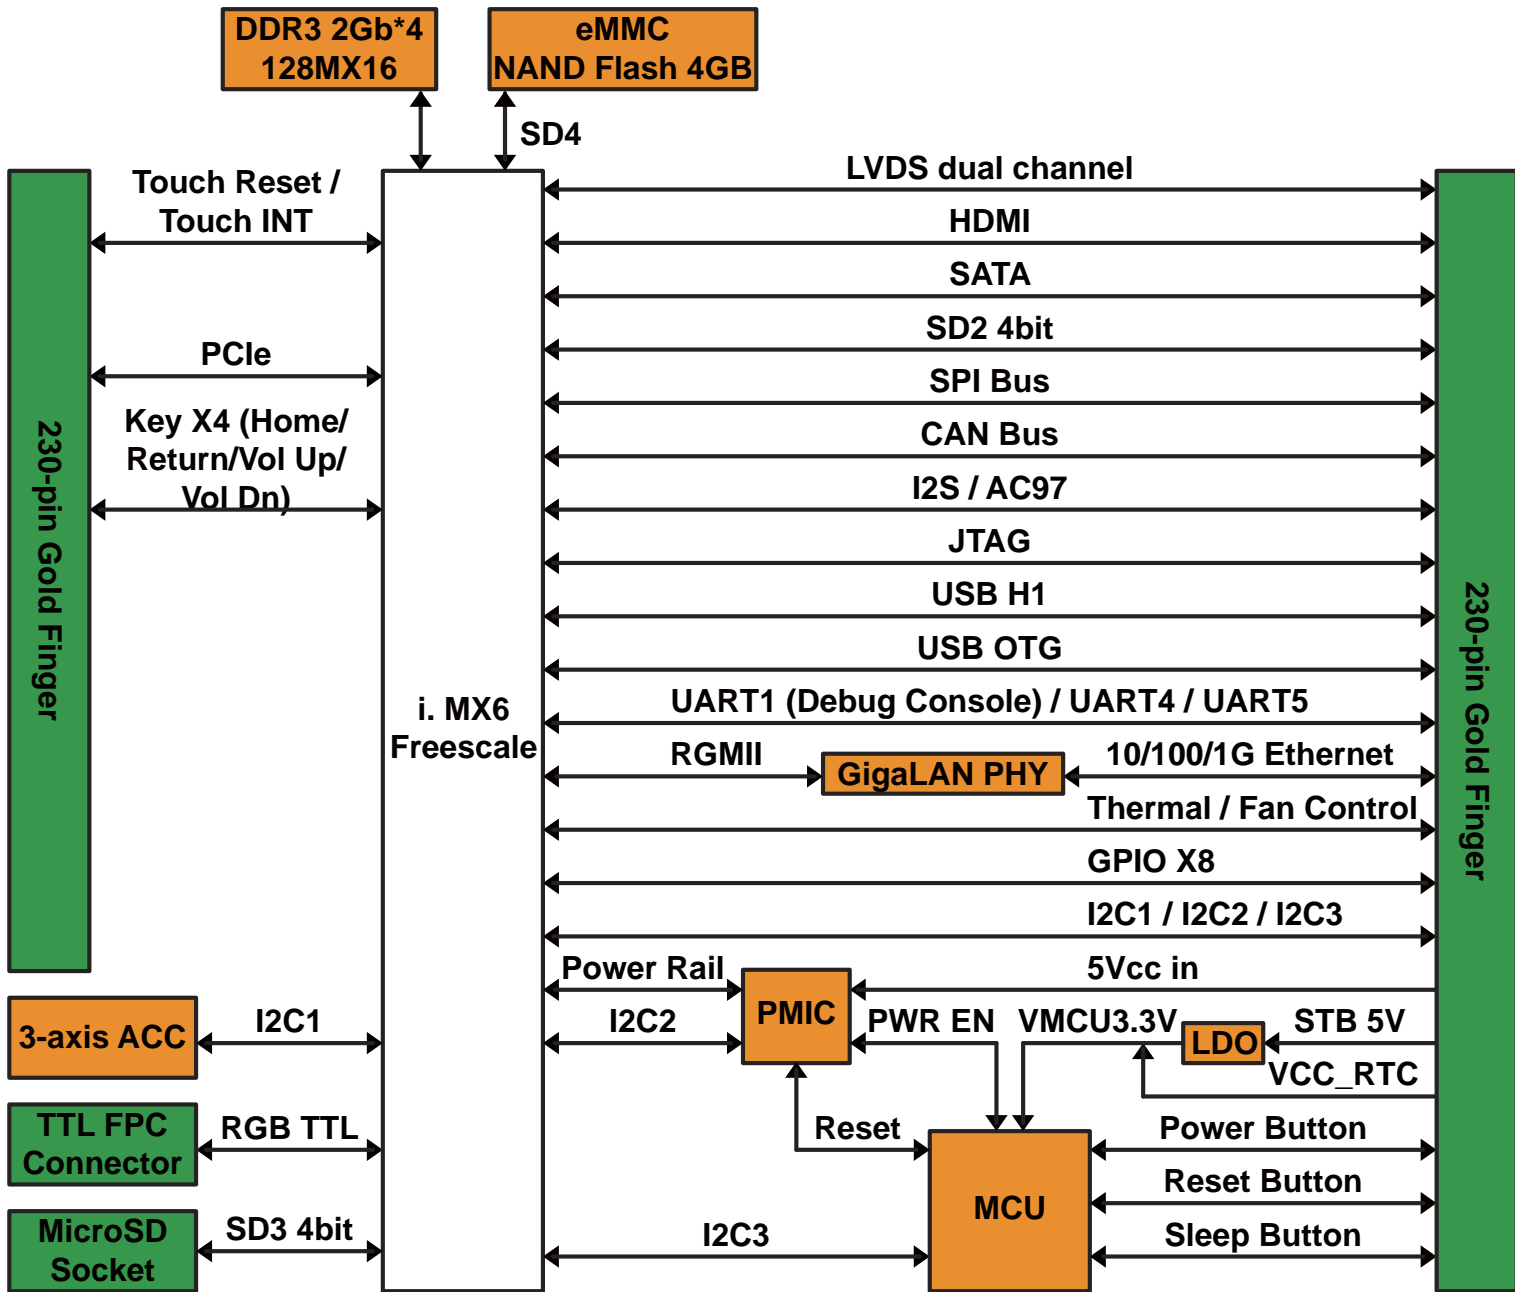 DDR3 2Gb*4
128MX16
eMMC
NAND Flash 4GB
SD4
Touch Reset /
Touch INT
PCIe
Key X4 (Home/
Return/Vol Up/
Vol Dn)
230-pin Gold Finger
3-axis ACC
I2C1
TTL FPC
Connector
RGB TTL
MicroSD
Socket
SD3 4bit
i. MX6
Freescale
LVDS dual channel
HDMI
SATA
SD2 4bit
SPI Bus
CAN Bus
I2S / AC97
JTAG
USB H1
USB OTG
UART1 (Debug Console) / UART4 / UART5
RGMII
GigaLAN PHY
10/100/1G Ethernet
Thermal / Fan Control
GPIO X8
I2C1 / I2C2 / I2C3
Power Rail
PMIC
5Vcc in
I2C2
PWR EN
VMCU3.3V
LDO
STB 5V
VCC_RTC
Reset
MCU
Power Button
Reset Button
I2C3
Sleep Button
230-pin Gold Finger